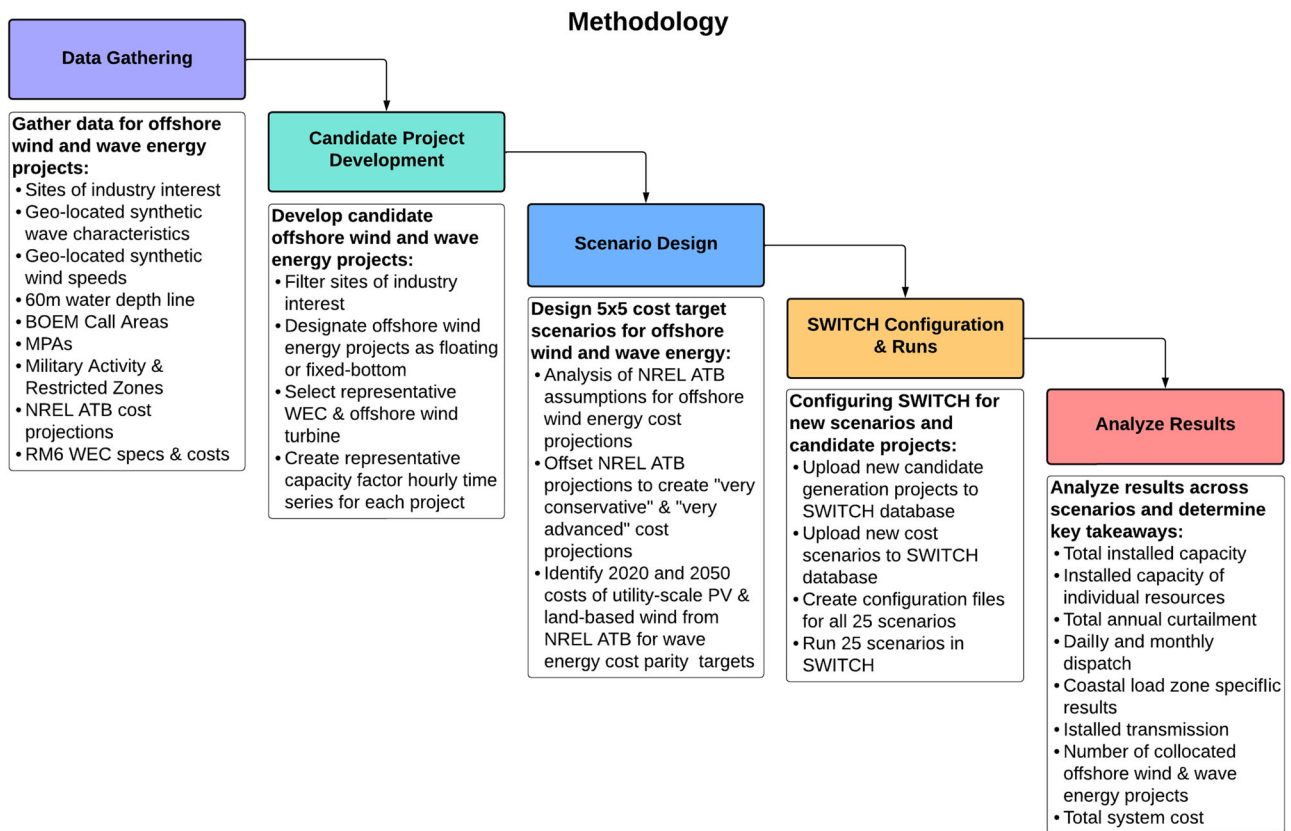 Methodology
Data Gathering
Gather data for offshore
wind and wave energy
projects:
• Sites of industry interest
• Geo-located synthetic
wave characteristics
• Geo-located synthetic
wind speeds
• 60m water depth line
• BOEM Call Areas
• MPAs
• Military Activity &
Restricted Zones
• NREL ATB cost
projections
• RM6 WEC specs & costs
Candidate Project
Development
Develop candidate
offshore wind and wave
energy projects:
• Filter sites of industry
interest
• Designate offshore wind
energy projects as floating
or fixed-bottom
• Select representative
WEC & offshore wind
turbine
• Create representative
capacity factor hourly time
series for each project
Scenario Design
Design 5x5 cost target
scenarios for offshore
wind and wave energy:
• Analysis of NREL ATB
assumptions for offshore
wind energy cost
projections
• Offset NREL ATB
projections to create "very
conservative" & "very
advanced" cost
projections
• Identify 2020 and 2050
costs of utility-scale PV &
land-based wind from
NREL ATB for wave
energy cost parity targets
SWITCH Configuration
& Runs
Configuring SWITCH for
new scenarios and
candidate projects:
• Upload new candidate
generation projects to
SWITCH database
• Upload new cost
scenarios to SWITCH
database
• Create configuration files
for all 25 scenarios
• Run 25 scenarios in
SWITCH
Analyze Results
Analyze results across
scenarios and determine
key takeaways:
• Total installed capacity
• Installed capacity of
individual resources
• Total annual curtailment
• Dailly and monthly
dispatch
• Coastal load zone speciflic
results
• Istalled transmission
• Number of collocated
offshore wind & wave
energy projects
• Total system cost